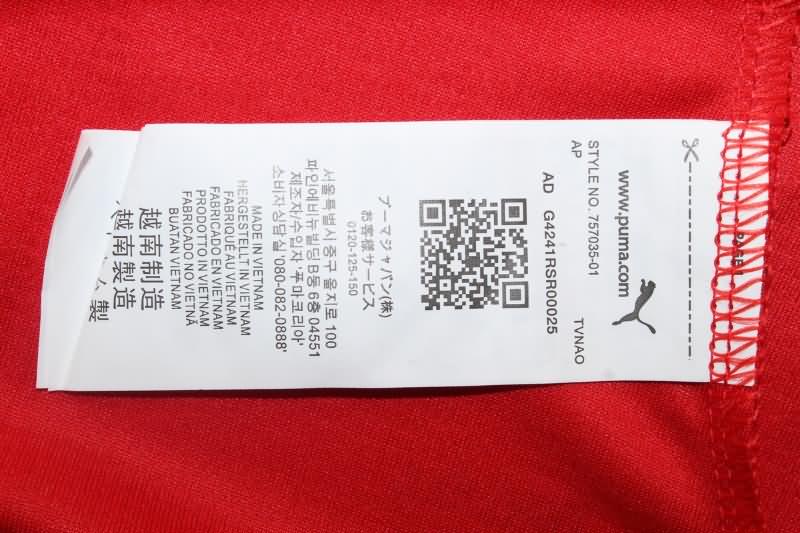 www.puma.com
STYLE NO. 757035-01
AP TVNAO
AD G4241RSR00025
プーマジャパン(株)
お客様サービス
0120-125-150
서울특별시 중구 을지로 100
파인에비뉴빌딩 B동 6층 04551
제조자/수입자 '푸마코리아'
소비자상담실 '080-082-0888'
MADE IN VIETNAM
HERGESTELLT IN VIETNAM
FABRIQUÉ AU VIETNAM
FABRICADO EN VIETNAM
PRODOTTO IN VIETNAM
FABRICADO NO VIETNÃ
BUATAN VIETNAM
越南制造
越南製造
製